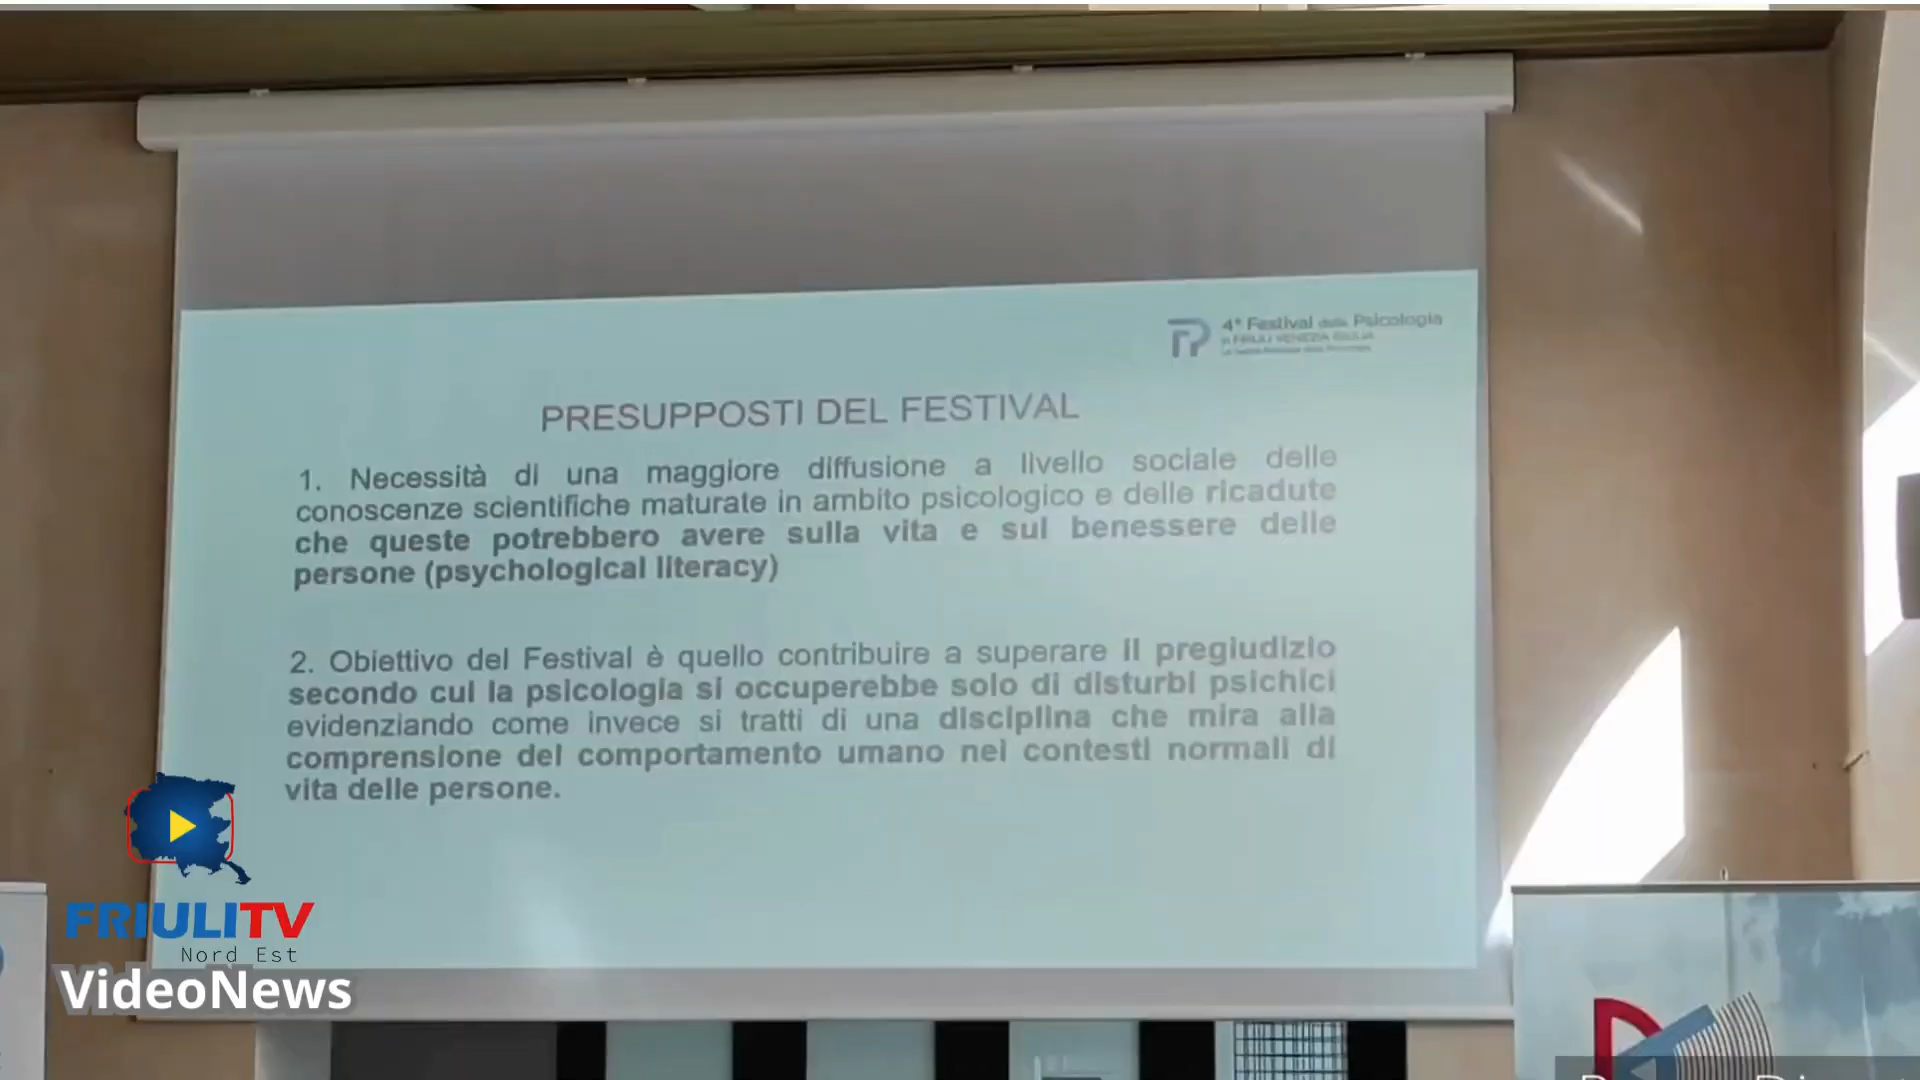 4° Festival della Psicologia
in FRIULI VENEZIA GIULIA
PRESUPPOSTI DEL FESTIVAL
1. Necessità di una maggiore diffusione a livello sociale delle
conoscenze scientifiche maturate in ambito psicologico e delle ricadute
che queste potrebbero avere sulla vita e sul benessere delle
persone (psychological literacy)
2. Obiettivo del Festival è quello contribuire a superare il pregiudizio
secondo cui la psicologia si occuperebbe solo di disturbi psichici
evidenziando come invece si tratti di una disciplina che mira alla
comprensione del comportamento umano nei contesti normali di
vita delle persone.
FRIULITV
Nord Est
VideoNews